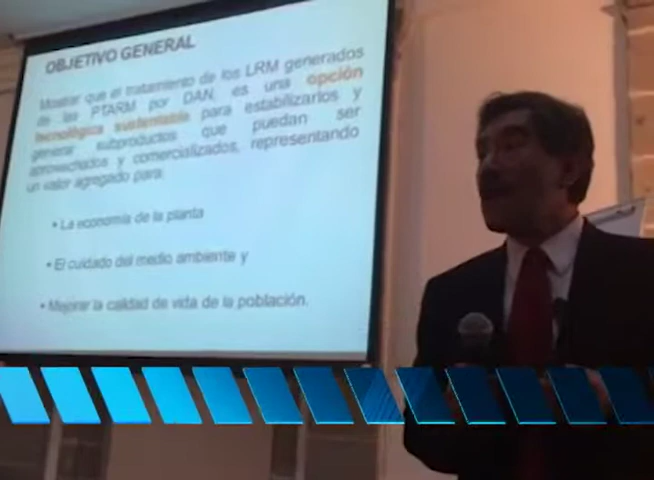 OBJETIVO GENERAL
Mostrar que el tratamiento de los LRM generados
de las PTARM por DAN, es una opción
tecnológica sustentable para estabilizarlos y
generar subproductos que puedan ser
aprovechados y comercializados, representando
un valor agregado para:
• La economía de la planta
• El cuidado del medio ambiente y
• Mejorar la calidad de vida de la población.